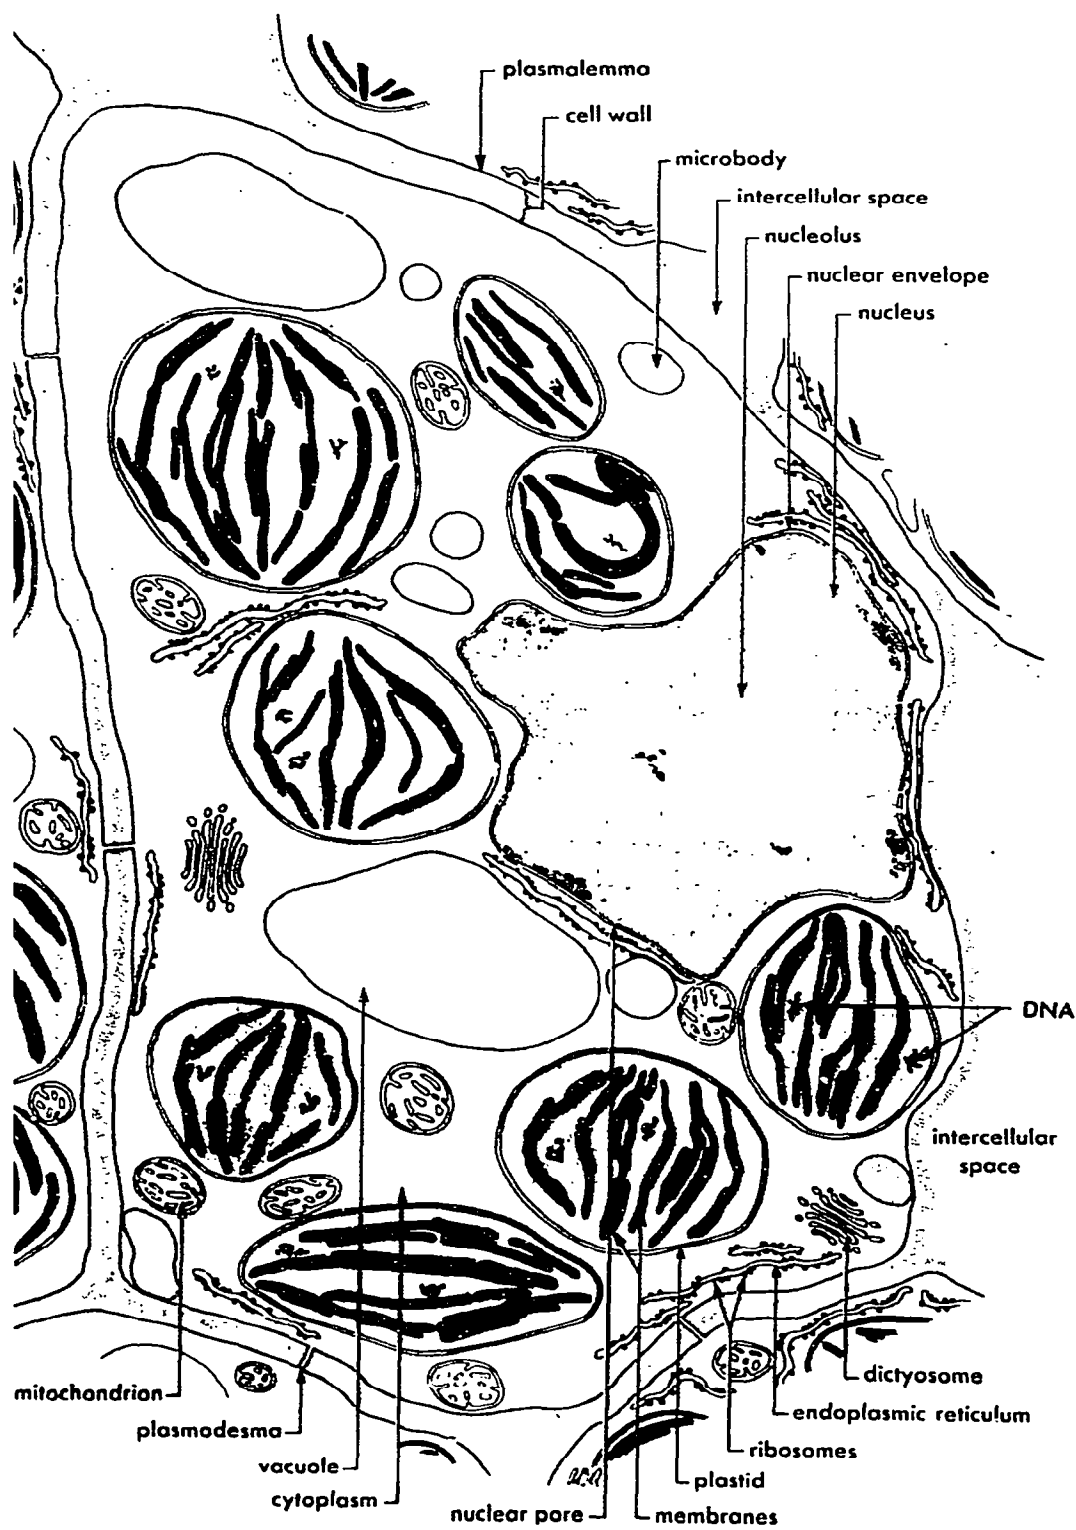 plasmalemma
cell wall
microbody
intercellular space
nucleolus
nuclear envelope
nucleus
DNA
intercellular
space
dictyosome
mitochondrion
endoplasmic reticulum
plasmodesma
ribosomes
vacuole
plastid
cytoplasm
nuclear pore
membranes